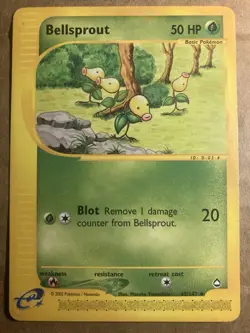 Bellsprout 50 HP
Basic Pokémon
Blot Remove 1 damage 20
counter from Bellsprout.
weakness resistance retreat cost
e